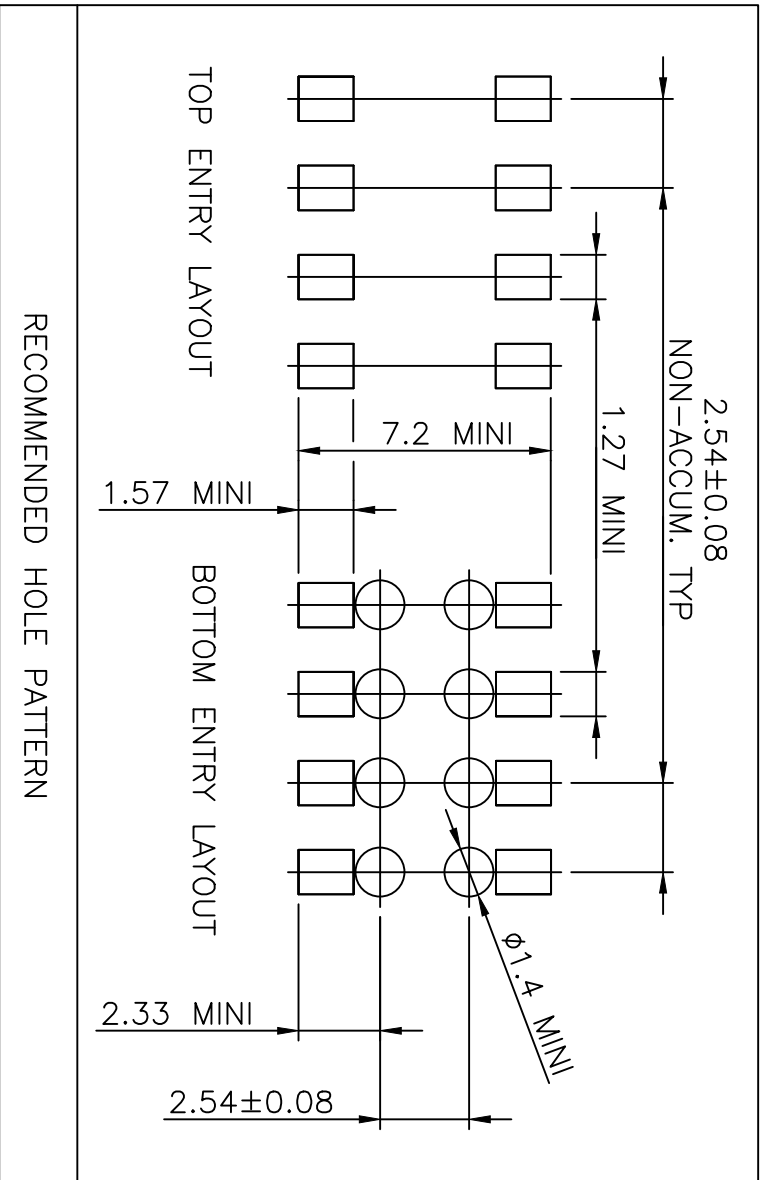 2.54±0.08
NON-ACCUM. TYP
1.27 MINI
7.2 MINI
1.57 MINI
TOP ENTRY LAYOUT
BOTTOM ENTRY LAYOUT
ø1.4 MINI
2.33 MINI
2.54±0.08
RECOMMENDED HOLE PATTERN